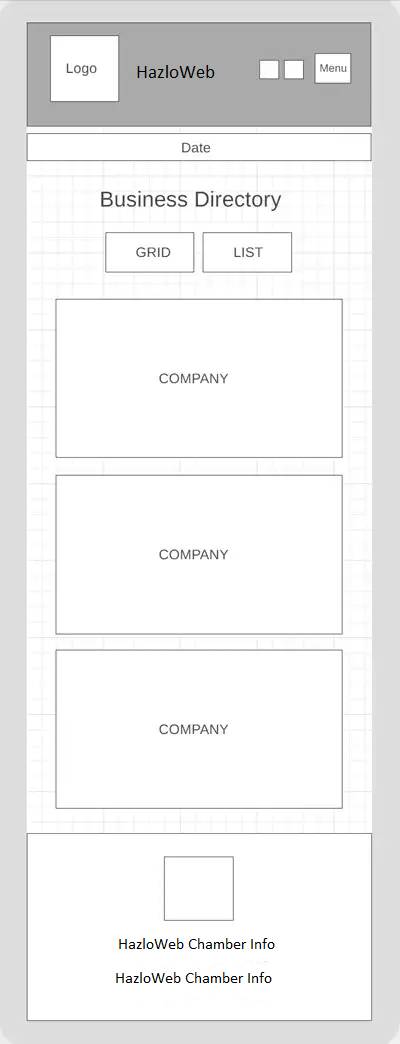 Logo
HazloWeb
Menu
Date
Business Directory
GRID
LIST
COMPANY
COMPANY
COMPANY
HazloWeb Chamber Info
HazloWeb Chamber Info